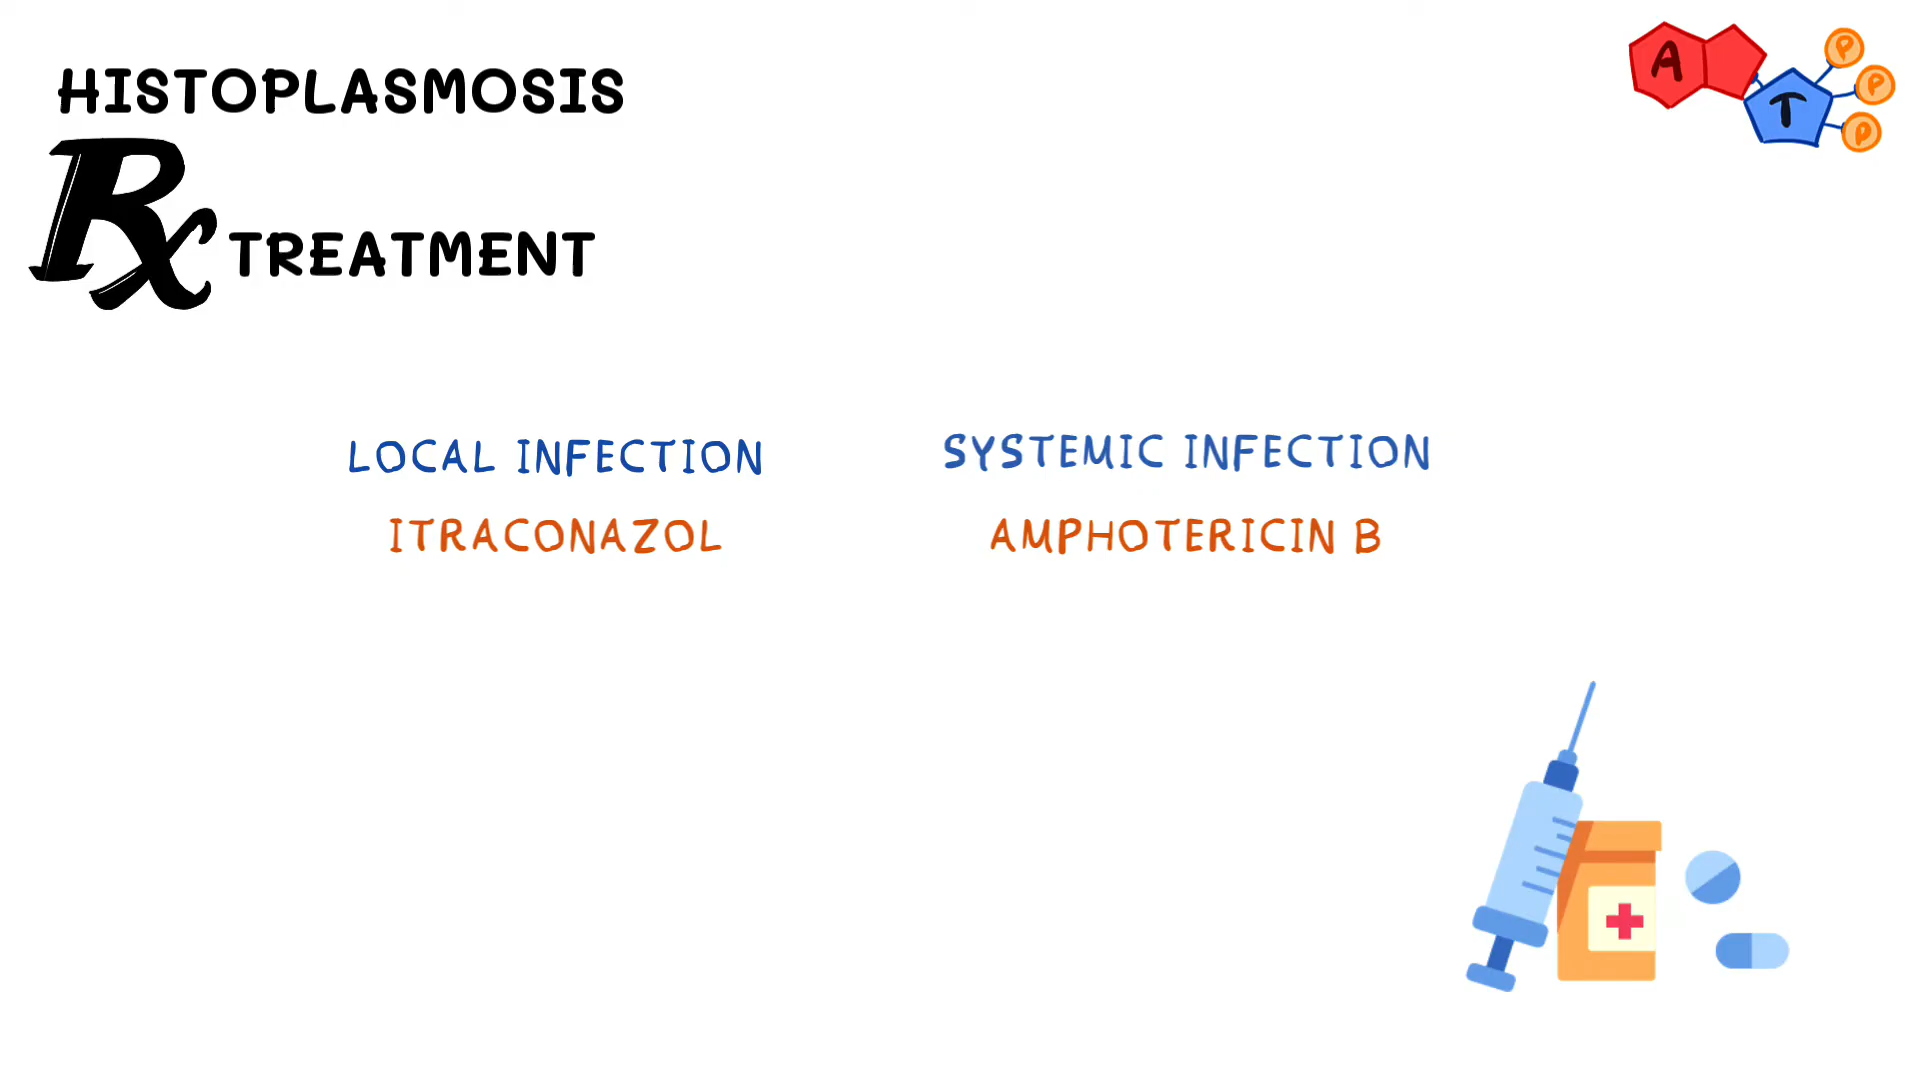 HISTOPLASMOSIS
Rx TREATMENT
LOCAL INFECTION
ITRACONAZOL
SYSTEMIC INFECTION
AMPHOTERICIN B
A
T
P
P
P